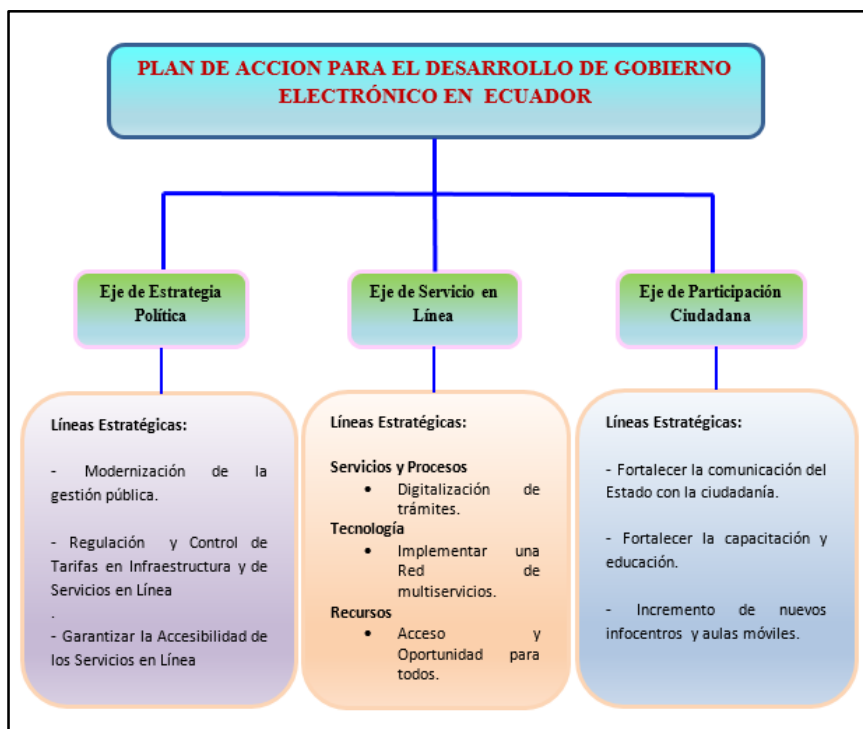 PLAN DE ACCION PARA EL DESARROLLO DE GOBIERNO
ELECTRÓNICO EN ECUADOR
Eje de Estrategia
Política
Eje de Servicio en
Línea
Eje de Participación
Ciudadana
Líneas Estratégicas:
- Modernización de la
gestión pública.
- Regulación y Control de
Tarifas en Infraestructura y de
Servicios en Línea
.
- Garantizar la Accesibilidad de
los Servicios en Línea
Líneas Estratégicas:
Servicios y Procesos
• Digitalización de
trámites.
Tecnología
• Implementar una
Red de
multiservicios.
Recursos
• Acceso y
Oportunidad para
todos.
Líneas Estratégicas:
- Fortalecer la comunicación del
Estado con la ciudadanía.
- Fortalecer la capacitación y
educación.
- Incremento de nuevos
infocentros y aulas móviles.